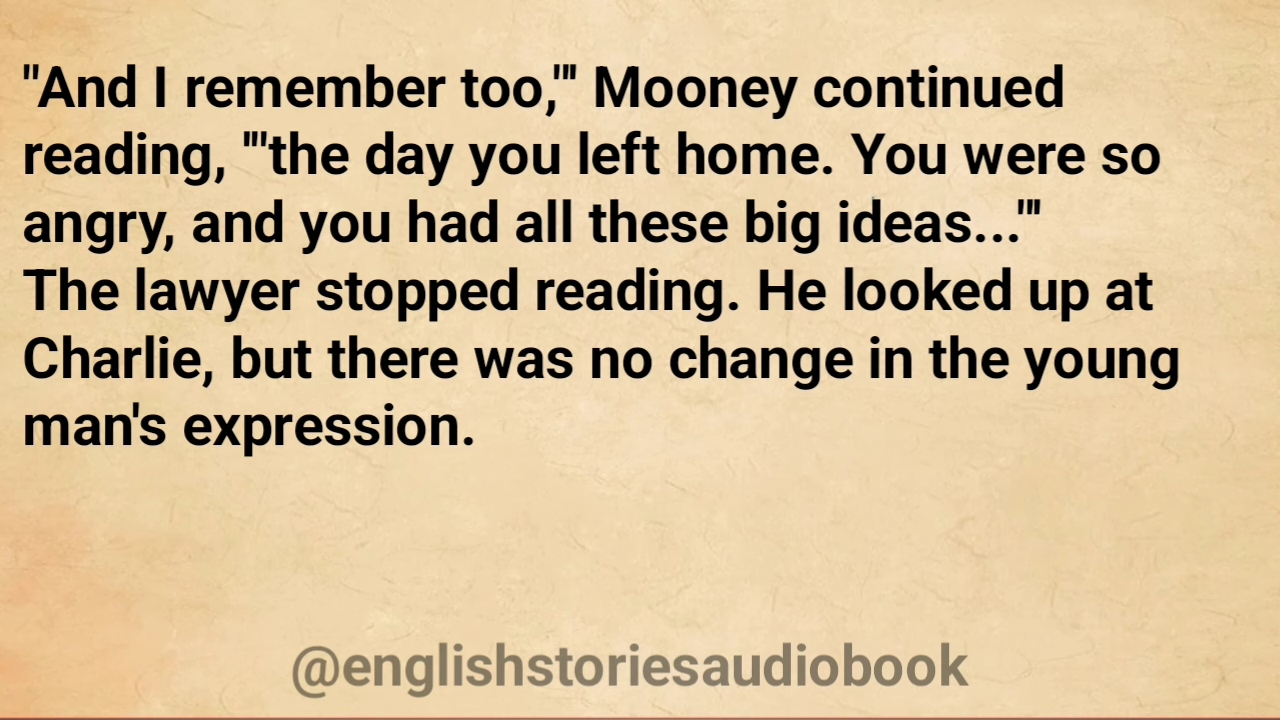 "And I remember too,'" Mooney continued
reading, "'the day you left home. You were so
angry, and you had all these big ideas...'"
The lawyer stopped reading. He looked up at
Charlie, but there was no change in the young
man's expression.
@englishstoriesaudiobook